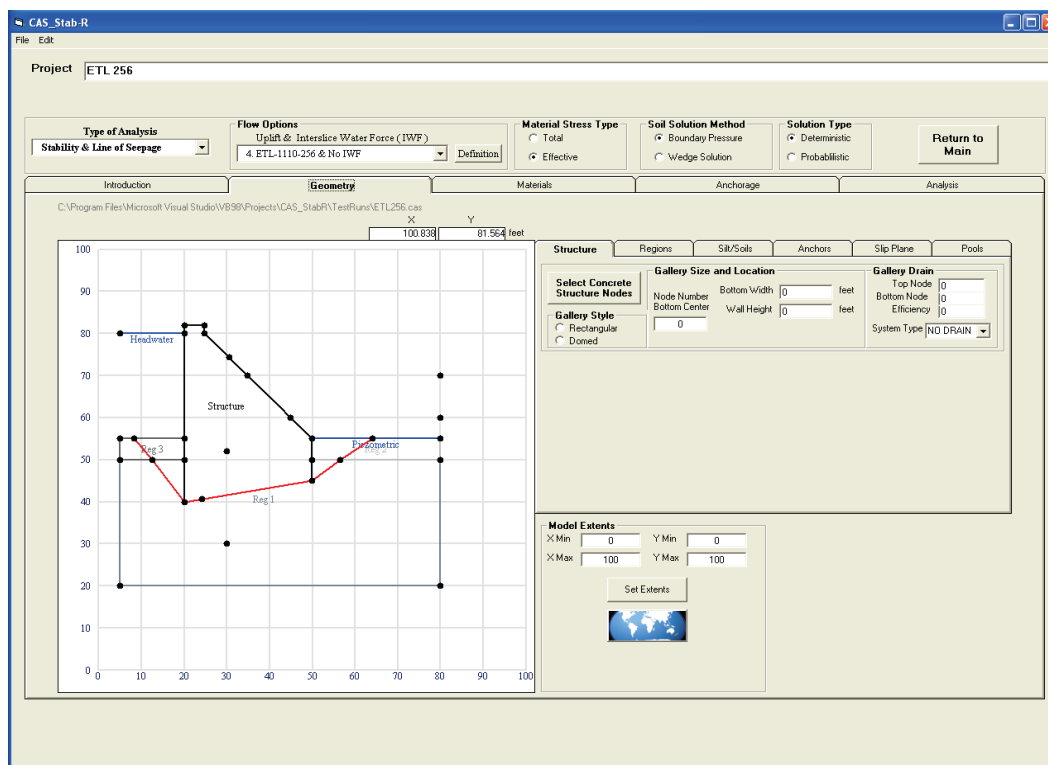 CAS_Stab-R
File Edit
Project ETL 256
Type of Analysis
Stability & Line of Seepage
Flow Options
Uplift & Interslice Water Force ( IWF )
4. ETL-1110-256 & No IWF
Definition
Material Stress Type
Total
Effective
Soil Solution Method
Boundary Pressure
Wedge Solution
Solution Type
Deterministic
Probablilistic
Return to
Main
Introduction Geometry Materials Anchorage Analysis
C:\Program Files\Microsoft Visual Studio\VB98\Projects\CAS_StabR\TestRuns\ETL256.cas
X Y
100.838 81.564 feet
100
90
80
70
60
50
40
30
20
10
0
0 10 20 30 40 50 60 70 80 90 100
Headwater
Structure
Reg 3
Piezometric
Reg 2
Reg 1
Structure Regions Silt/Soils Anchors Slip Plane Pools
Select Concrete
Structure Nodes
Gallery Style
Rectangular
Domed
Gallery Size and Location
Node Number
Bottom Center
0
Bottom Width 0 feet
Wall Height 0 feet
Gallery Drain
Top Node 0
Bottom Node 0
Efficiency 0
System Type NO DRAIN
Model Extents
X Min 0 Y Min 0
X Max 100 Y Max 100
Set Extents